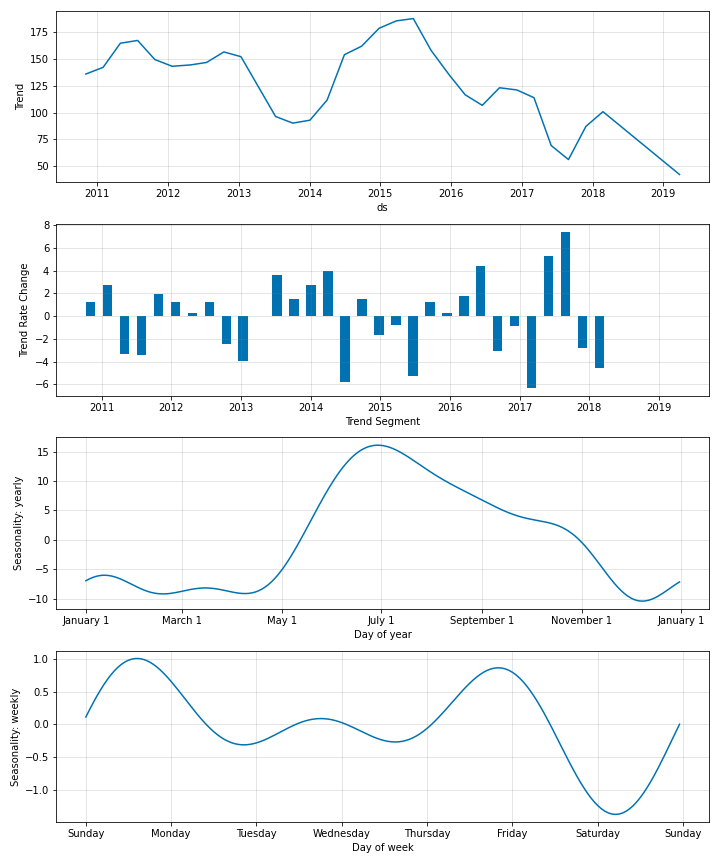 175
150
125
100
75
50
Trend
2011 2012 2013 2014 2015 2016 2017 2018 2019
ds
8
6
4
2
0
−2
−4
−6
Trend Rate Change
2011 2012 2013 2014 2015 2016 2017 2018 2019
Trend Segment
15
10
5
0
−5
−10
Seasonality: yearly
January 1 March 1 May 1 July 1 September 1 November 1 January 1
Day of year
1.0
0.5
0.0
−0.5
−1.0
Seasonality: weekly
Sunday Monday Tuesday Wednesday Thursday Friday Saturday Sunday
Day of week